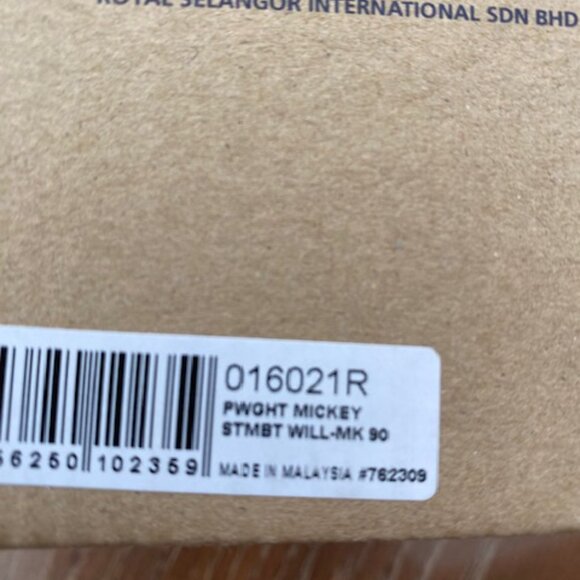 ROYAL SELANGOR INTERNATIONAL SDN BHD
016021R
PWGHT MICKEY
STMBT WILL-MK 90
56250 102359
MADE IN MALAYSIA #762309